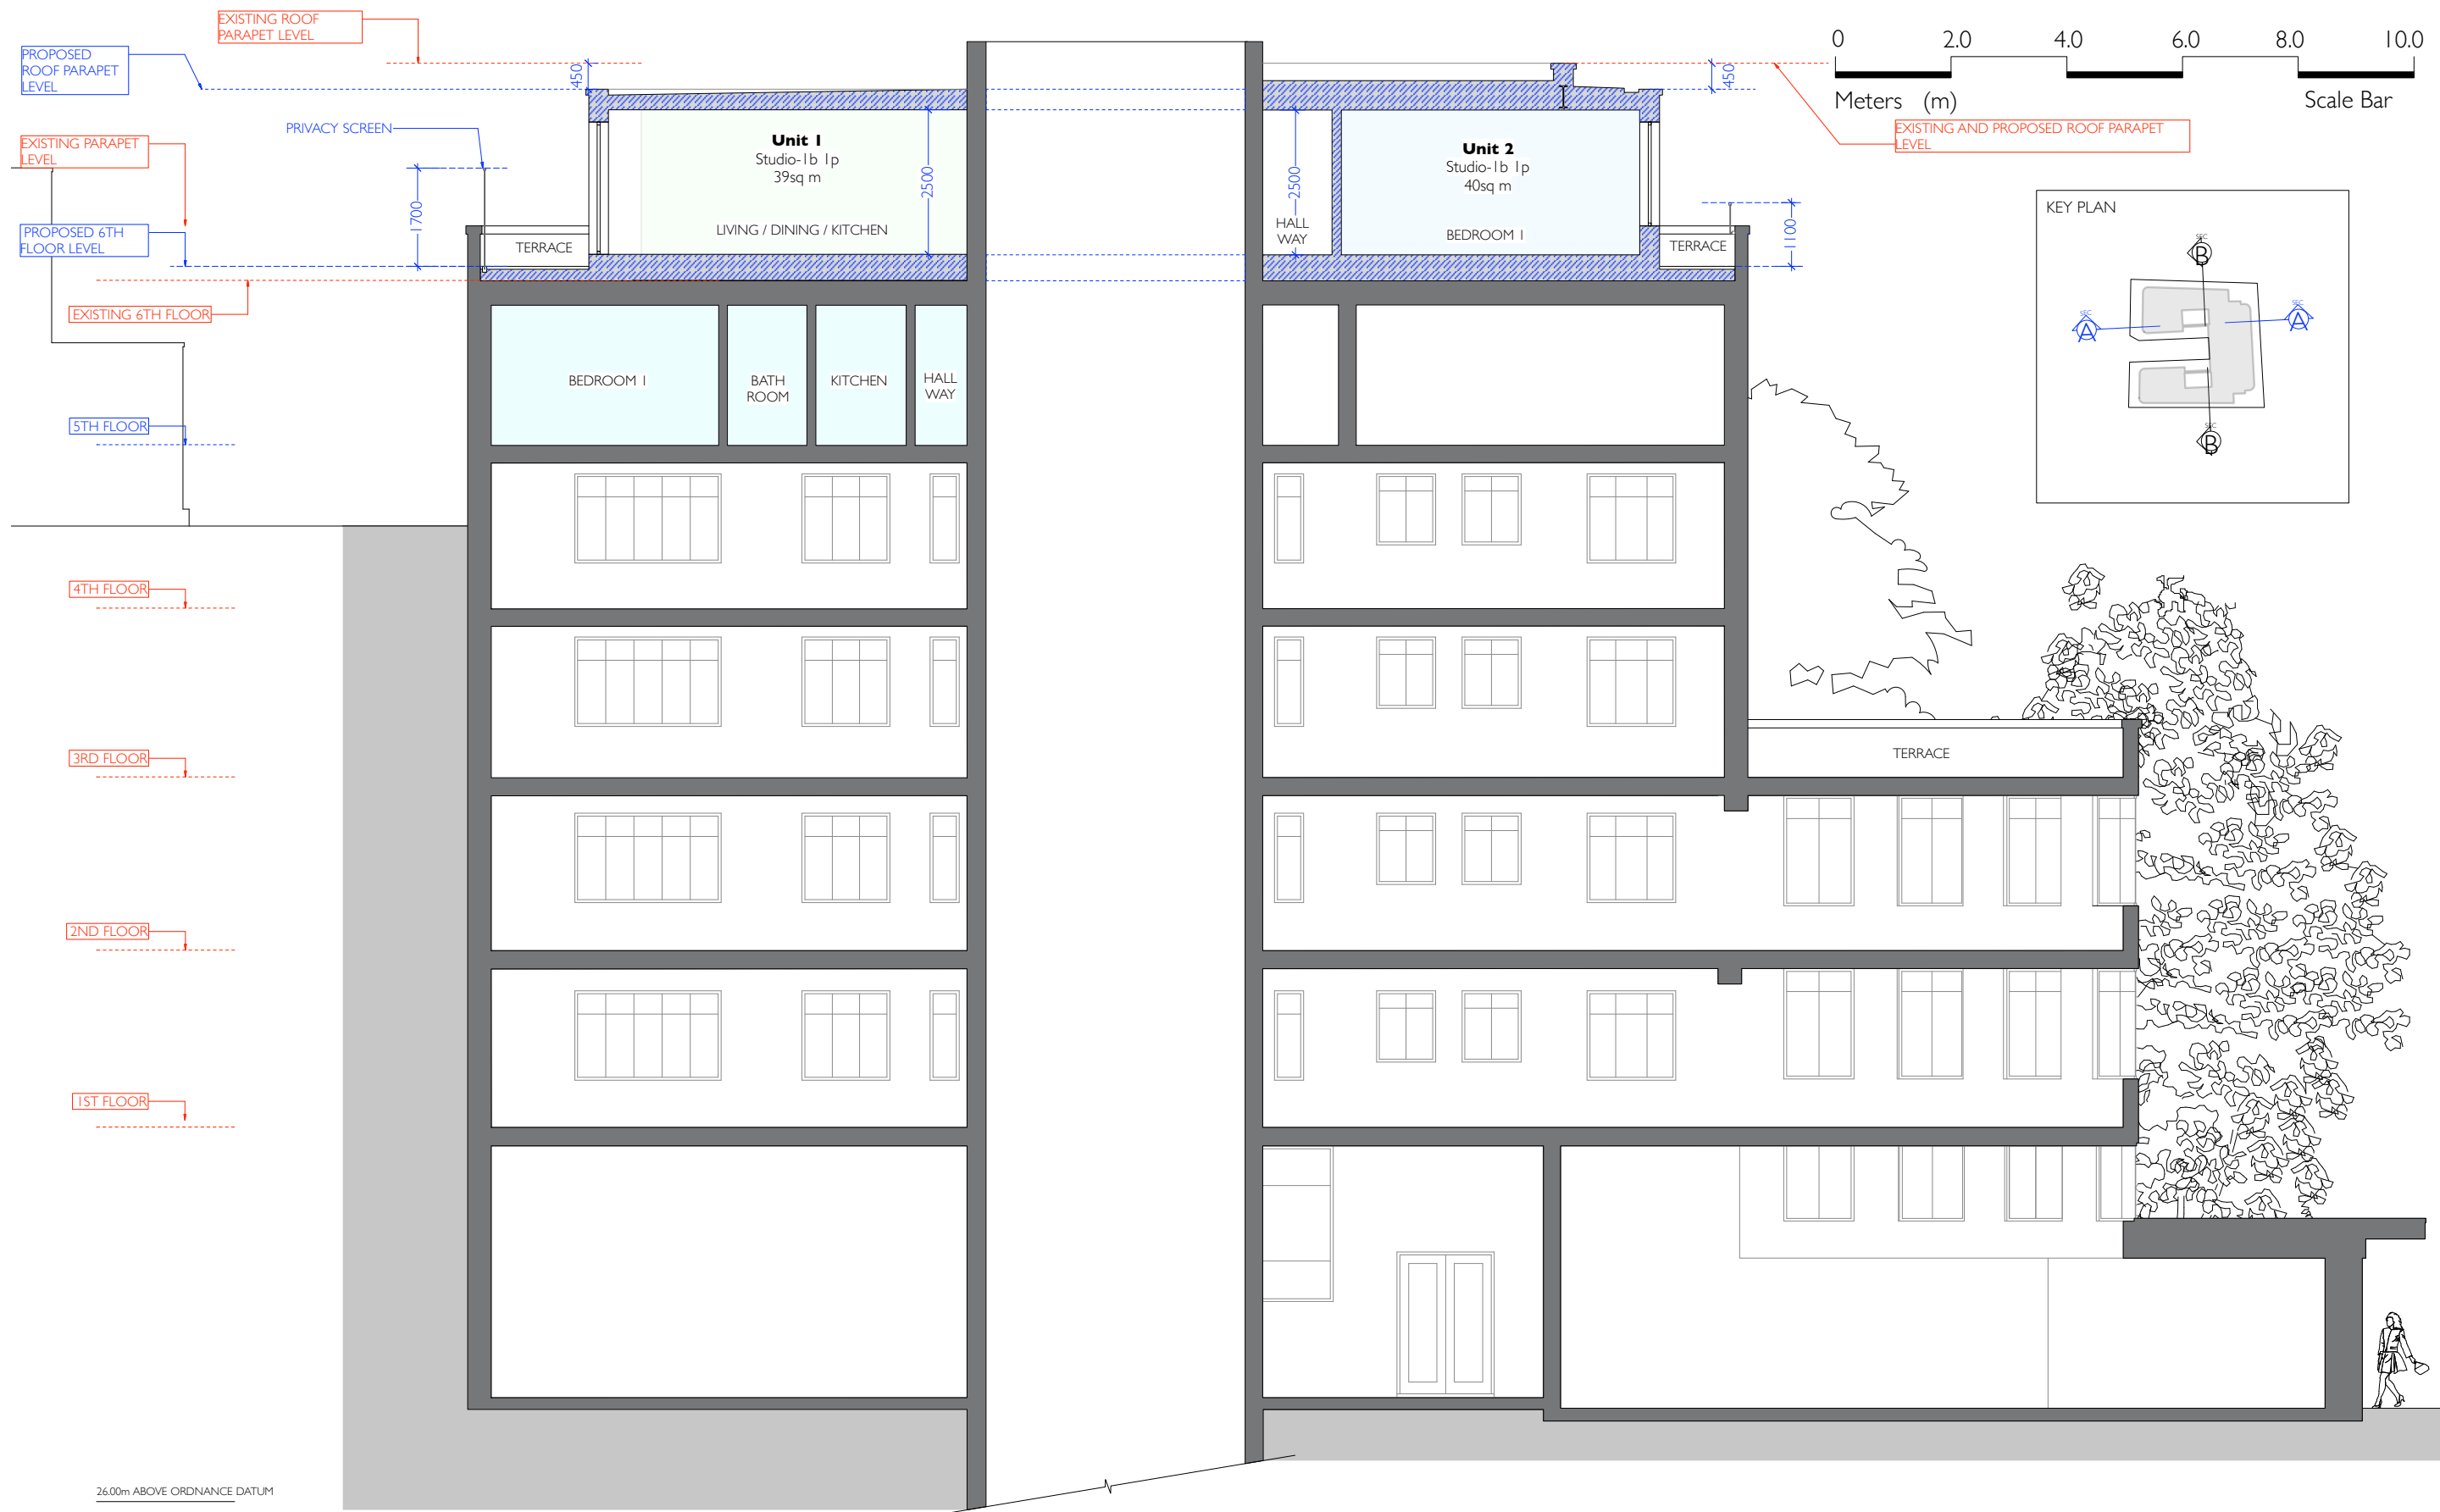 EXISTING ROOF
PARAPET LEVEL
PROPOSED
ROOF PARAPET
LEVEL
450
450
0
2.0
4.0
6.0
8.0
10.0
Meters (m)
Scale Bar
EXISTING AND PROPOSED ROOF PARAPET
LEVEL
PRIVACY SCREEN
EXISTING PARAPET
LEVEL
Unit 1
Studio-1b 1p
39sq m
2500
LIVING / DINING / KITCHEN
2500
HALL
WAY
Unit 2
Studio-1b 1p
40sq m
BEDROOM 1
1700
TERRACE
TERRACE
1100
PROPOSED 6TH
FLOOR LEVEL
KEY PLAN
SEC
B
SEC
A
SEC
A
SEC
B
EXISTING 6TH FLOOR
BEDROOM 1
BATH
ROOM
KITCHEN
HALL
WAY
5TH FLOOR
4TH FLOOR
3RD FLOOR
TERRACE
2ND FLOOR
1ST FLOOR
26.00m ABOVE ORDNANCE DATUM